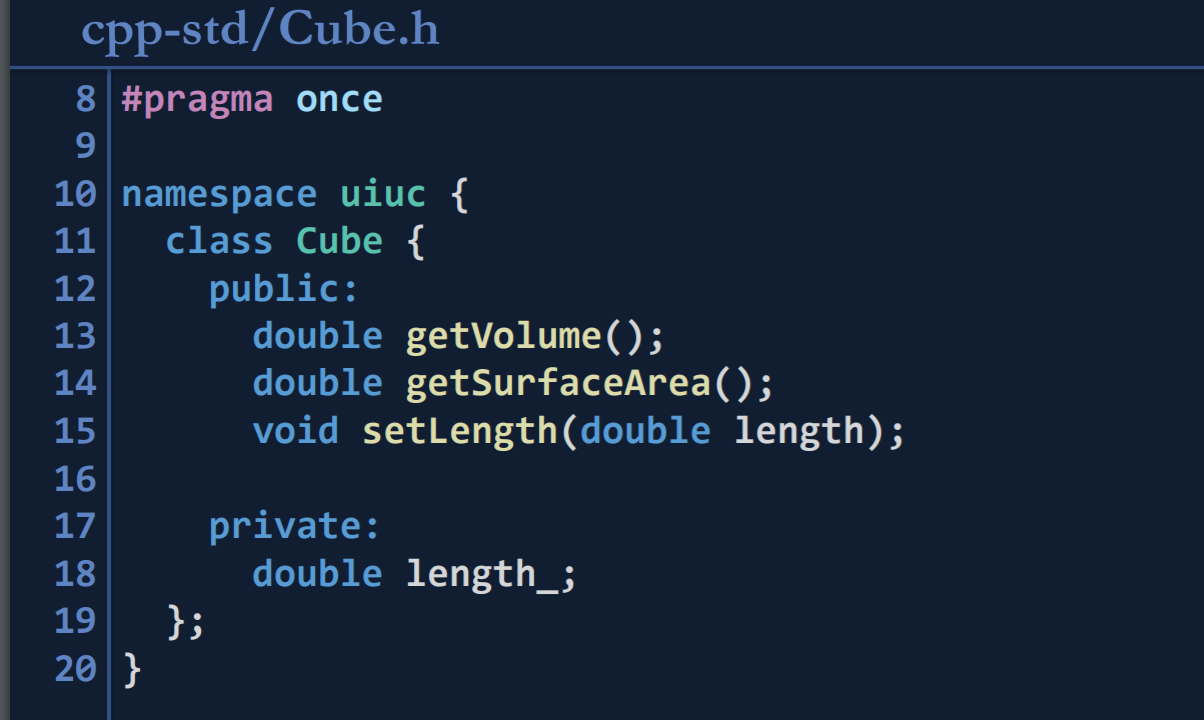 cpp-std/Cube.h
8 #pragma once
9
10 namespace uiuc {
11   class Cube {
12     public:
13       double getVolume();
14       double getSurfaceArea();
15       void setLength(double length);
16
17     private:
18       double length_;
19   };
20 }